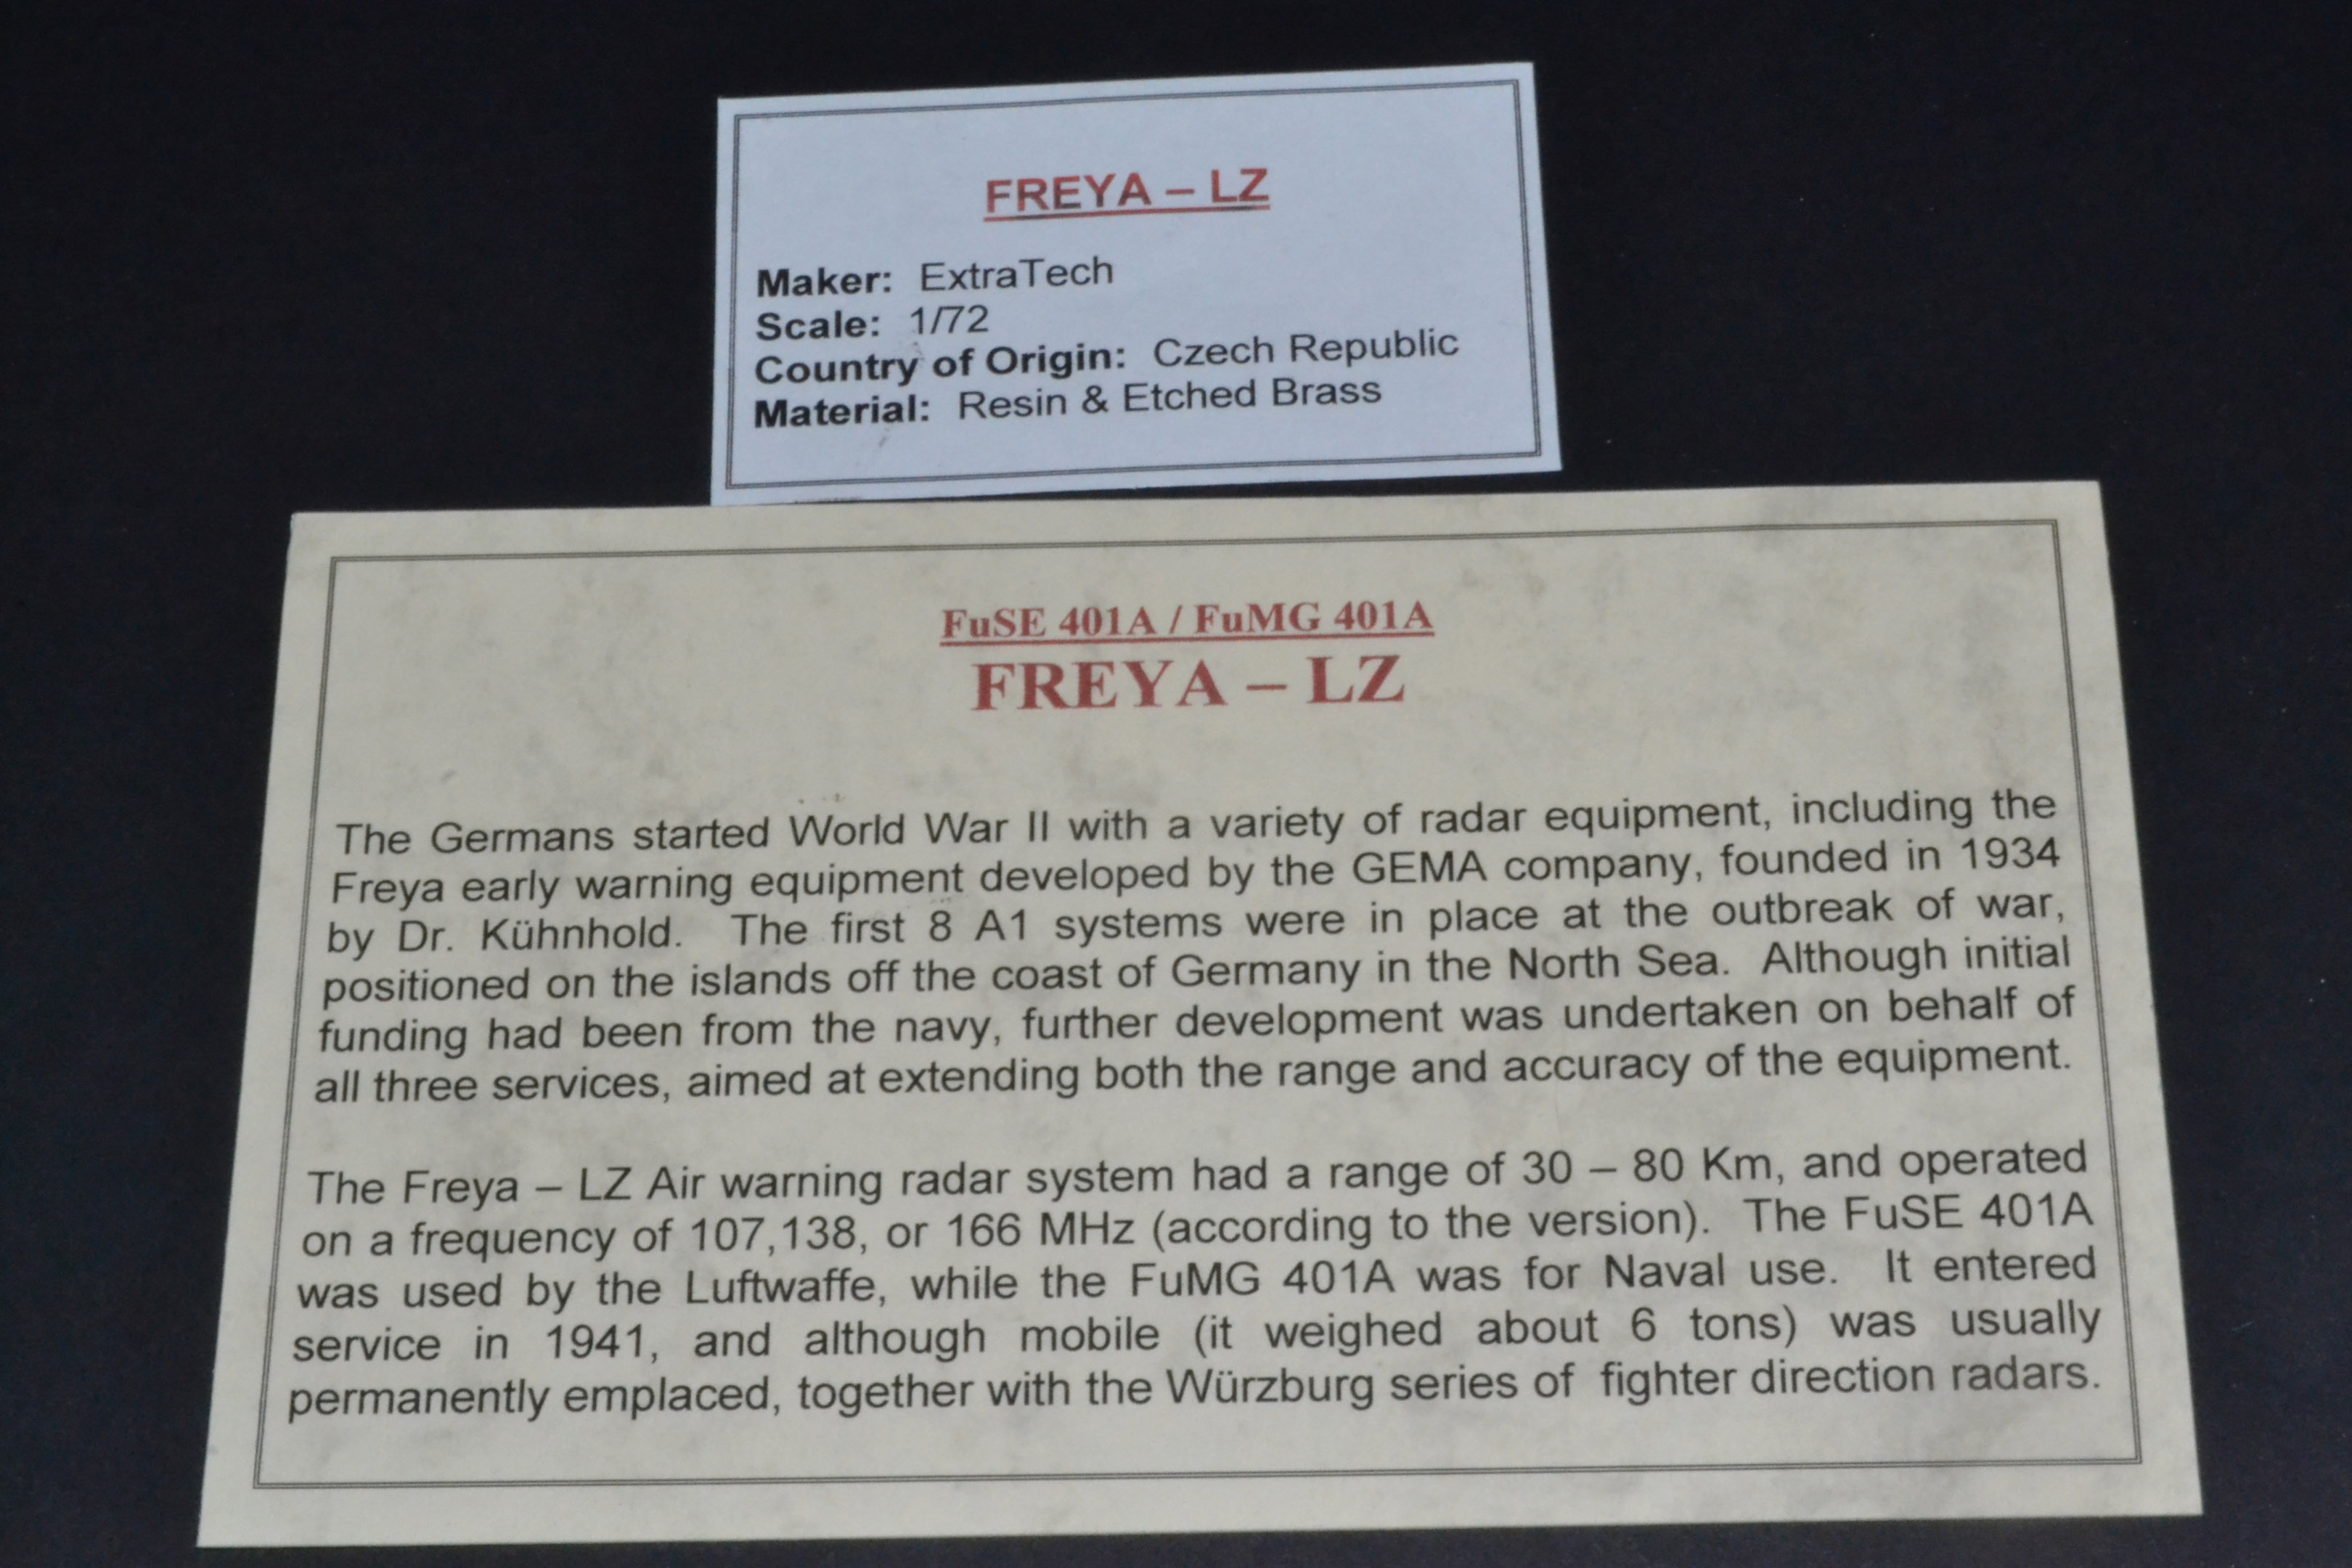 FREYA – LZ
Maker: ExtraTech
Scale: 1/72
Country of Origin: Czech Republic
Material: Resin & Etched Brass
FuSE 401A / FuMG 401A
FREYA – LZ
The Germans started World War II with a variety of radar equipment, including the
Freya early warning equipment developed by the GEMA company, founded in 1934
by Dr. Kühnhold. The first 8 A1 systems were in place at the outbreak of war,
positioned on the islands off the coast of Germany in the North Sea. Although initial
funding had been from the navy, further development was undertaken on behalf of
all three services, aimed at extending both the range and accuracy of the equipment.
The Freya – LZ Air warning radar system had a range of 30 – 80 Km, and operated
on a frequency of 107,138, or 166 MHz (according to the version). The FuSE 401A
was used by the Luftwaffe, while the FuMG 401A was for Naval use. It entered
service in 1941, and although mobile (it weighed about 6 tons) was usually
permanently emplaced, together with the Würzburg series of fighter direction radars.